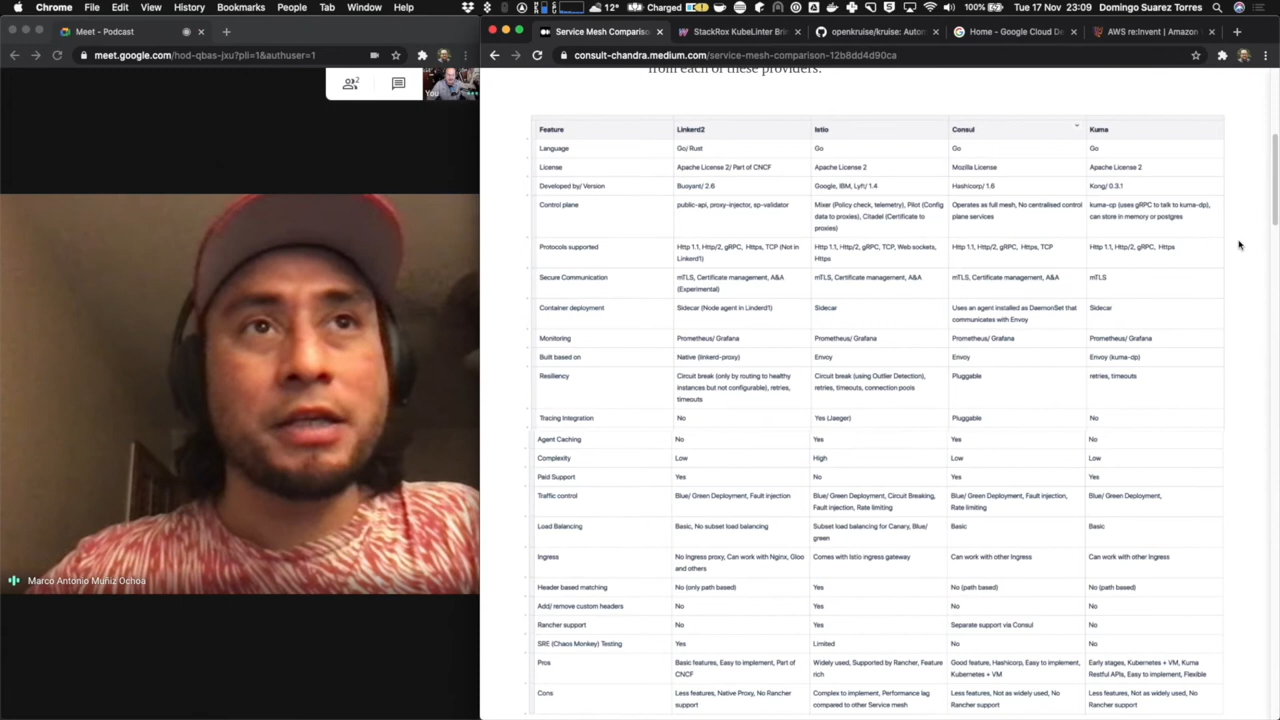 Chrome File Edit View History Bookmarks People Tab Window Help
12° Charged 100% Tue 17 Nov 23:09 Domingo Suarez Torres
Meet - Podcast
Service Mesh Compariso
StackRox KubeLinter Brin
openkruise/kruise: Autom
Home - Google Cloud De
AWS re:Invent | Amazon
consult-chandra.medium.com/service-mesh-comparison-12b8dd4d90ca
from each of these providers.
2
You
Feature Linkerd2 Istio Consul Kuma
Language Go/ Rust Go Go Go
License Apache License 2/ Part of CNCF Apache License 2 Mozilla License Apache License 2
Developed by/ Version Buoyant/ 2.6 Google, IBM, Lyft/ 1.4 Hashicorp/ 1.6 Kong/ 0.3.1
Control plane public-api, proxy-injector, sp-validator Mixer (Policy check, telemetry), Pilot (Config Operates as full mesh, No centralised control kuma-cp (uses gRPC to talk to kuma-dp),
data to proxies), Citadel (Certificate to plane services can store in memory or postgres
proxies)
Protocols supported Http 1.1, Http/2, gRPC, Https, TCP (Not in Http 1.1, Http/2, gRPC, TCP, Web sockets, Http 1.1, Http/2, gRPC, Https, TCP Http 1.1, Http/2, gRPC, Https
Linkerd1) Https
Secure Communication mTLS, Certificate management, A&A mTLS, Certificate management, A&A mTLS, Certificate management, A&A mTLS
(Experimental)
Container deployment Sidecar (Node agent in Linderd1) Sidecar Uses an agent installed as DaemonSet that Sidecar
communicates with Envoy
Monitoring Prometheus/ Grafana Prometheus/ Grafana Prometheus/ Grafana Prometheus/ Grafana
Built based on Native (linkerd-proxy) Envoy Envoy Envoy (kuma-dp)
Resiliency Circuit break (only by routing to healthy Circuit break (using Outlier Detection), Pluggable retries, timeouts
instances but not configurable), retries, retries, timeouts, connection pools
timeouts
Tracing Integration No Yes (Jaeger) Pluggable No
Agent Caching No Yes Yes No
Complexity Low High Low Low
Paid Support Yes No Yes Yes
Traffic control Blue/ Green Deployment, Fault injection Blue/ Green Deployment, Circuit Breaking, Blue/ Green Deployment, Fault injection, Blue/ Green Deployment,
Fault injection, Rate limiting Rate limiting
Load Balancing Basic, No subset load balancing Subset load balancing for Canary, Blue/ Basic Basic
green
Ingress No Ingress proxy, Can work with Nginx, Gloo Comes with Istio ingress gateway Can work with other Ingress Can work with other Ingress
and others
Header based matching No (only path based) Yes No (path based) No (path based)
Add/ remove custom headers No Yes No No
Rancher support No Yes Separate support via Consul No
SRE (Chaos Monkey) Testing Yes Limited No No
Pros Basic features, Easy to implement, Part of Widely used, Supported by Rancher, Feature Good feature, Hashicorp, Easy to implement, Early stages, Kubernetes + VM, Kuma
CNCF rich Kubernetes + VM Restful APIs, Easy to implement, Flexible
Cons Less features, Native Proxy, No Rancher Complex to implement, Performance lag Less features, Not as widely used, No Less features, Not as widely used, No
support compared to other Service mesh Rancher support Rancher support
Marco Antonio Muñiz Ochoa